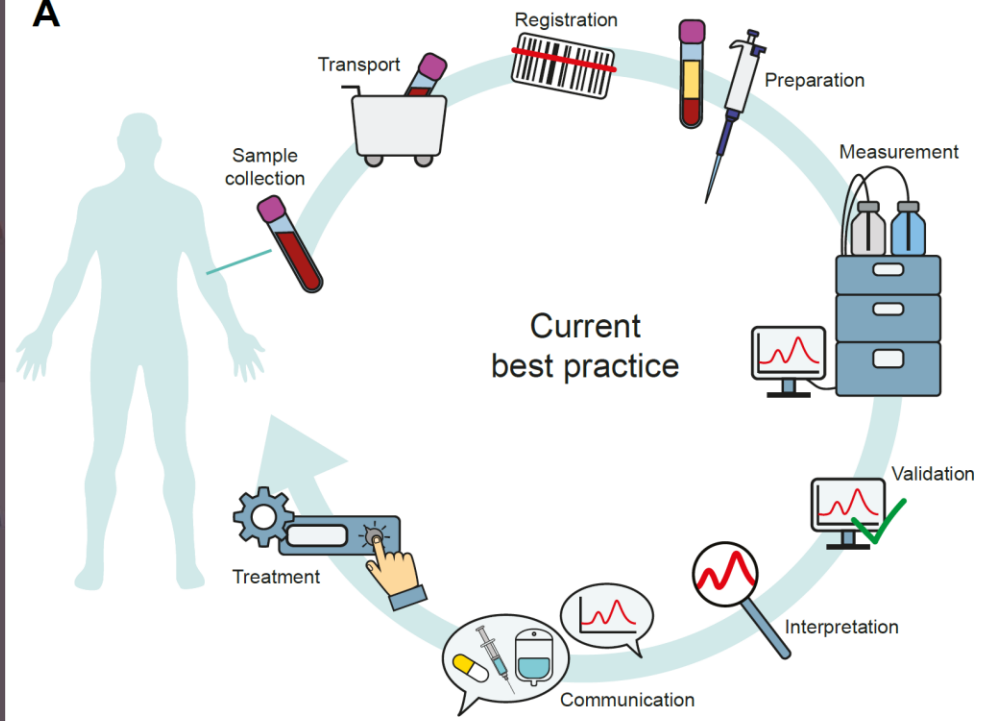 A
Registration
Transport
Preparation
Sample
collection
Measurement
Current
best practice
Validation
Treatment
Interpretation
Communication